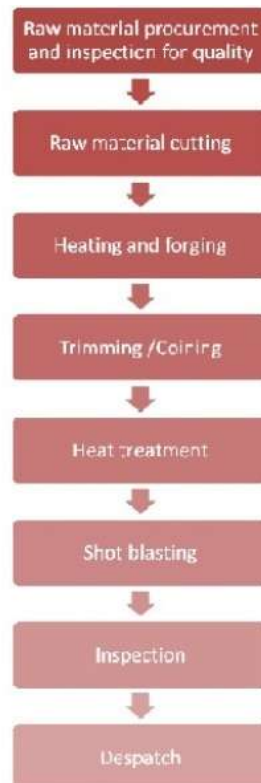 Raw material procurement
and inspection for quality
Raw material cutting
Heating and forging
Trimming /Coining
Heat treatment
Shot blasting
Inspection
Despatch